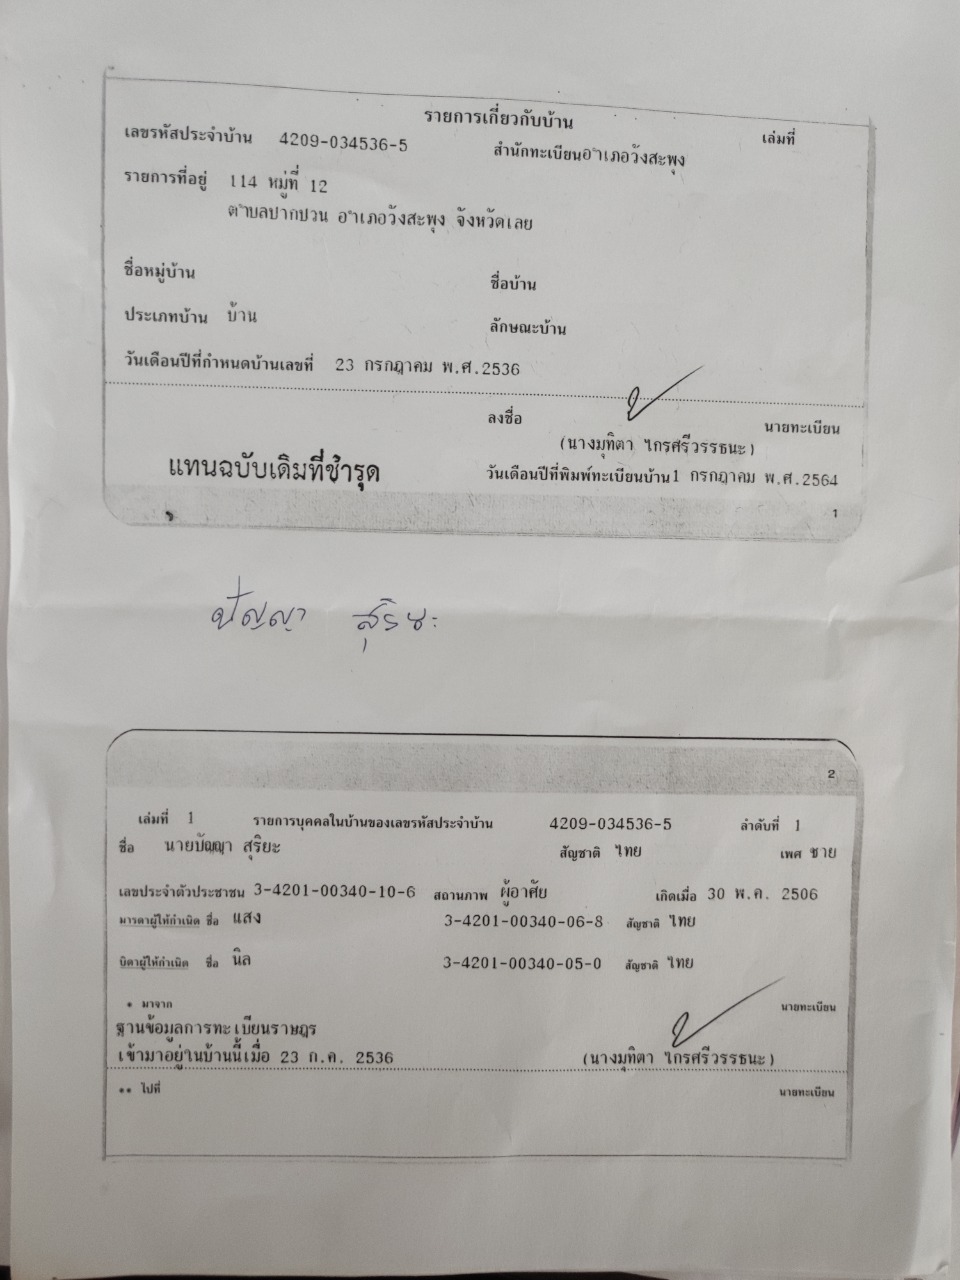 รายการเกี่ยวกับบ้าน
เล่มที่
เลขรหัสประจำบ้าน 4209-034536-5 สำนักทะเบียน อำเภอวังสะพุง
รายการที่อยู่ 114 หมู่ที่ 12
ตำบลปากปวน อำเภอวังสะพุง จังหวัดเลย
ชื่อหมู่บ้าน ชื่อบ้าน
ประเภทบ้าน บ้าน ลักษณะบ้าน
วันเดือนปีที่กำหนดบ้านเลขที่ 23 กรกฎาคม พ.ศ.2536
ลงชื่อ นายทะเบียน
(นางมุทิตา ไกรศรีวรรธนะ)
แทนฉบับเดิมที่ชำรุด วันเดือนปีที่พิมพ์ทะเบียนบ้าน 1 กรกฎาคม พ.ศ.2564
1
ปัญญา สุริยะ
2
เล่มที่ 1 รายการบุคคลในบ้านของเลขรหัสประจำบ้าน 4209-034536-5 ลำดับที่ 1
ชื่อ นายปัญญา สุริยะ สัญชาติ ไทย เพศ ชาย
เลขประจำตัวประชาชน 3-4201-00340-10-6 สถานภาพ ผู้อาศัย เกิดเมื่อ 30 พ.ค. 2506
มารดาผู้ให้กำเนิด ชื่อ แสง 3-4201-00340-06-8 สัญชาติ ไทย
บิดาผู้ให้กำเนิด ชื่อ นิล 3-4201-00340-05-0 สัญชาติ ไทย
* มาจาก นายทะเบียน
ฐานข้อมูลการทะเบียนราษฎร
เข้ามาอยู่ในบ้านนี้เมื่อ 23 ก.ค. 2536 (นางมุทิตา ไกรศรีวรรธนะ)
** ไปที่ นายทะเบียน